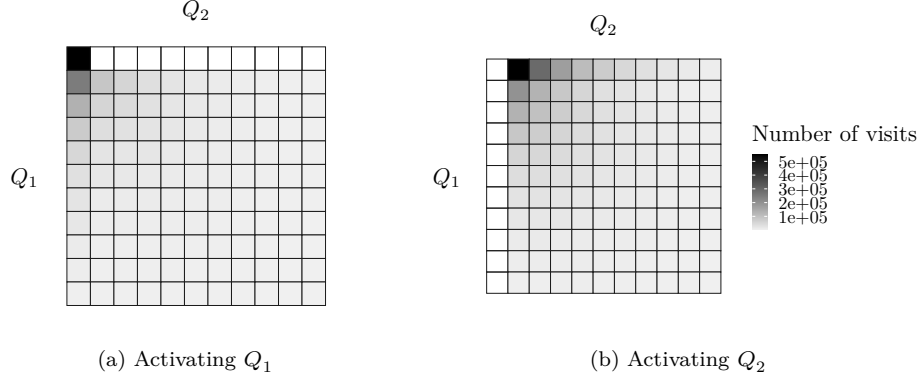 Q₂
Q₂
Q₁
Q₁
Number of visits
5e+05
4e+05
3e+05
2e+05
1e+05
(a) Activating Q₁
(b) Activating Q₂